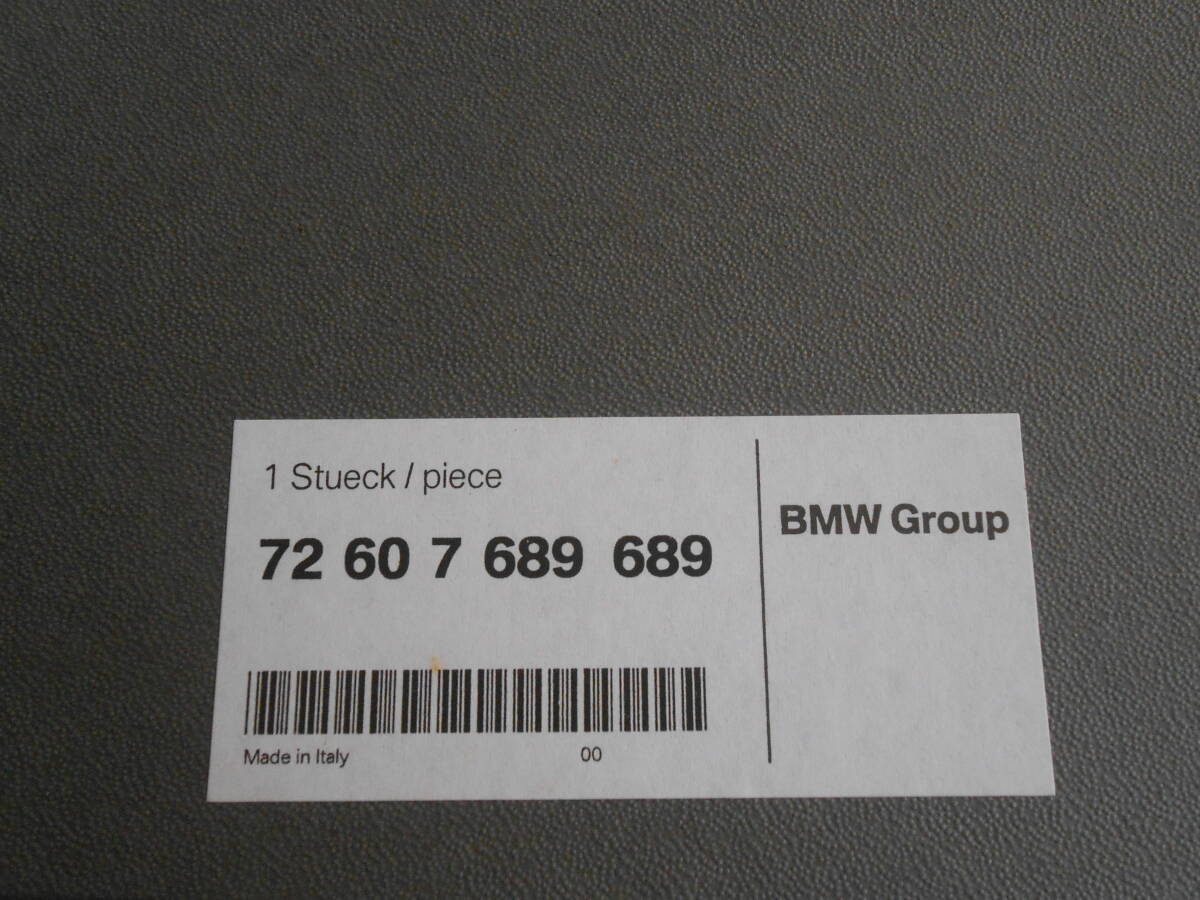 1 Stueck / piece
72 60 7 689 689
BMW Group
Made in Italy
00